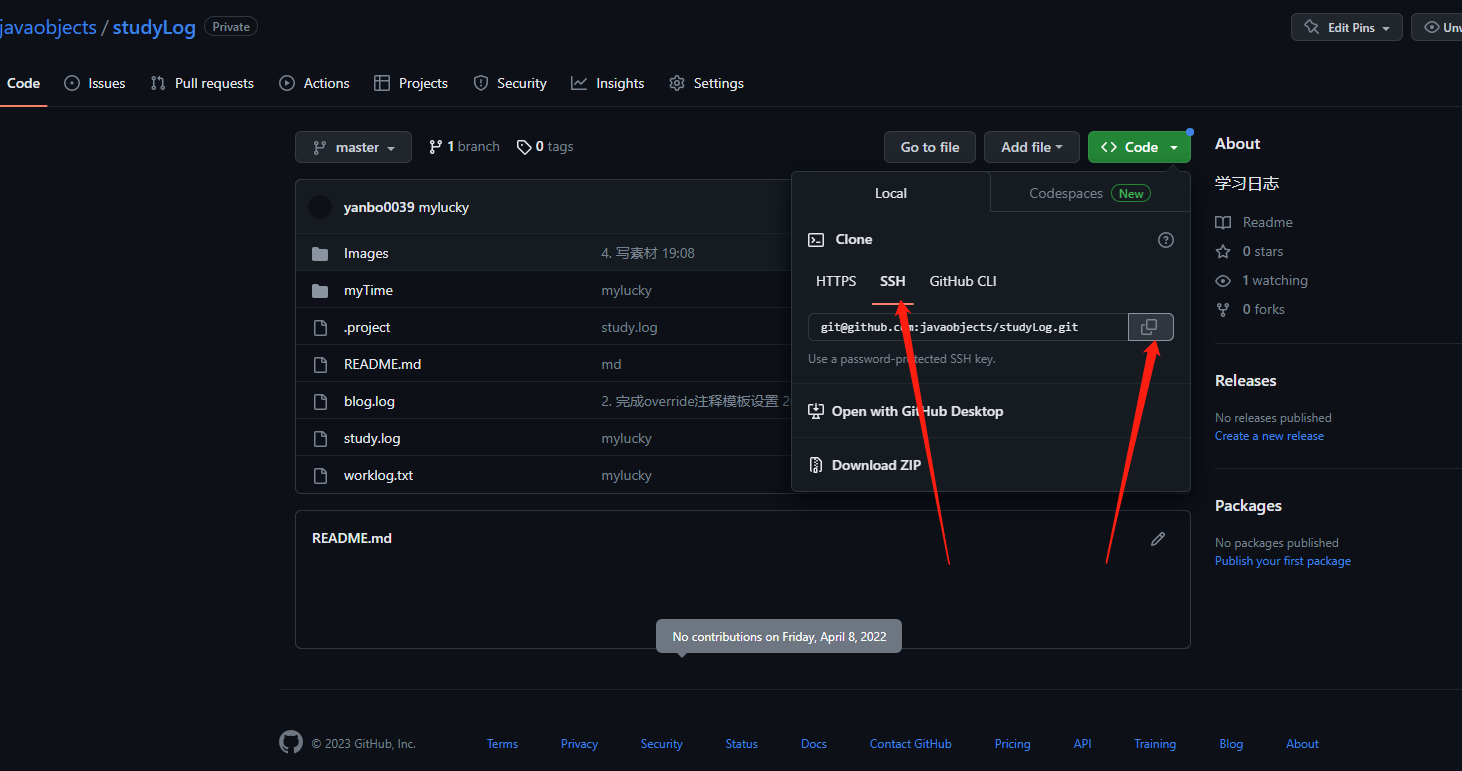 javaobjects / studyLog Private
Edit Pins
Code
Issues
Pull requests
Actions
Projects
Security
Insights
Settings
master
1 branch
0 tags
Go to file
Add file
Code
yanbo0039 mylucky
Images 4. 写素材 19:08
myTime mylucky
.project study.log
README.md md
blog.log 2. 完成override注释模板设置
study.log mylucky
worklog.txt mylucky
Local
Codespaces New
Clone
HTTPS SSH GitHub CLI
git@github.com:javaobjects/studyLog.git
Use a password-protected SSH key.
Open with GitHub Desktop
Download ZIP
About
学习日志
Readme
0 stars
1 watching
0 forks
Releases
No releases published
Create a new release
Packages
No packages published
Publish your first package
README.md
No contributions on Friday, April 8, 2022
© 2023 GitHub, Inc. Terms Privacy Security Status Docs Contact GitHub Pricing API Training Blog About